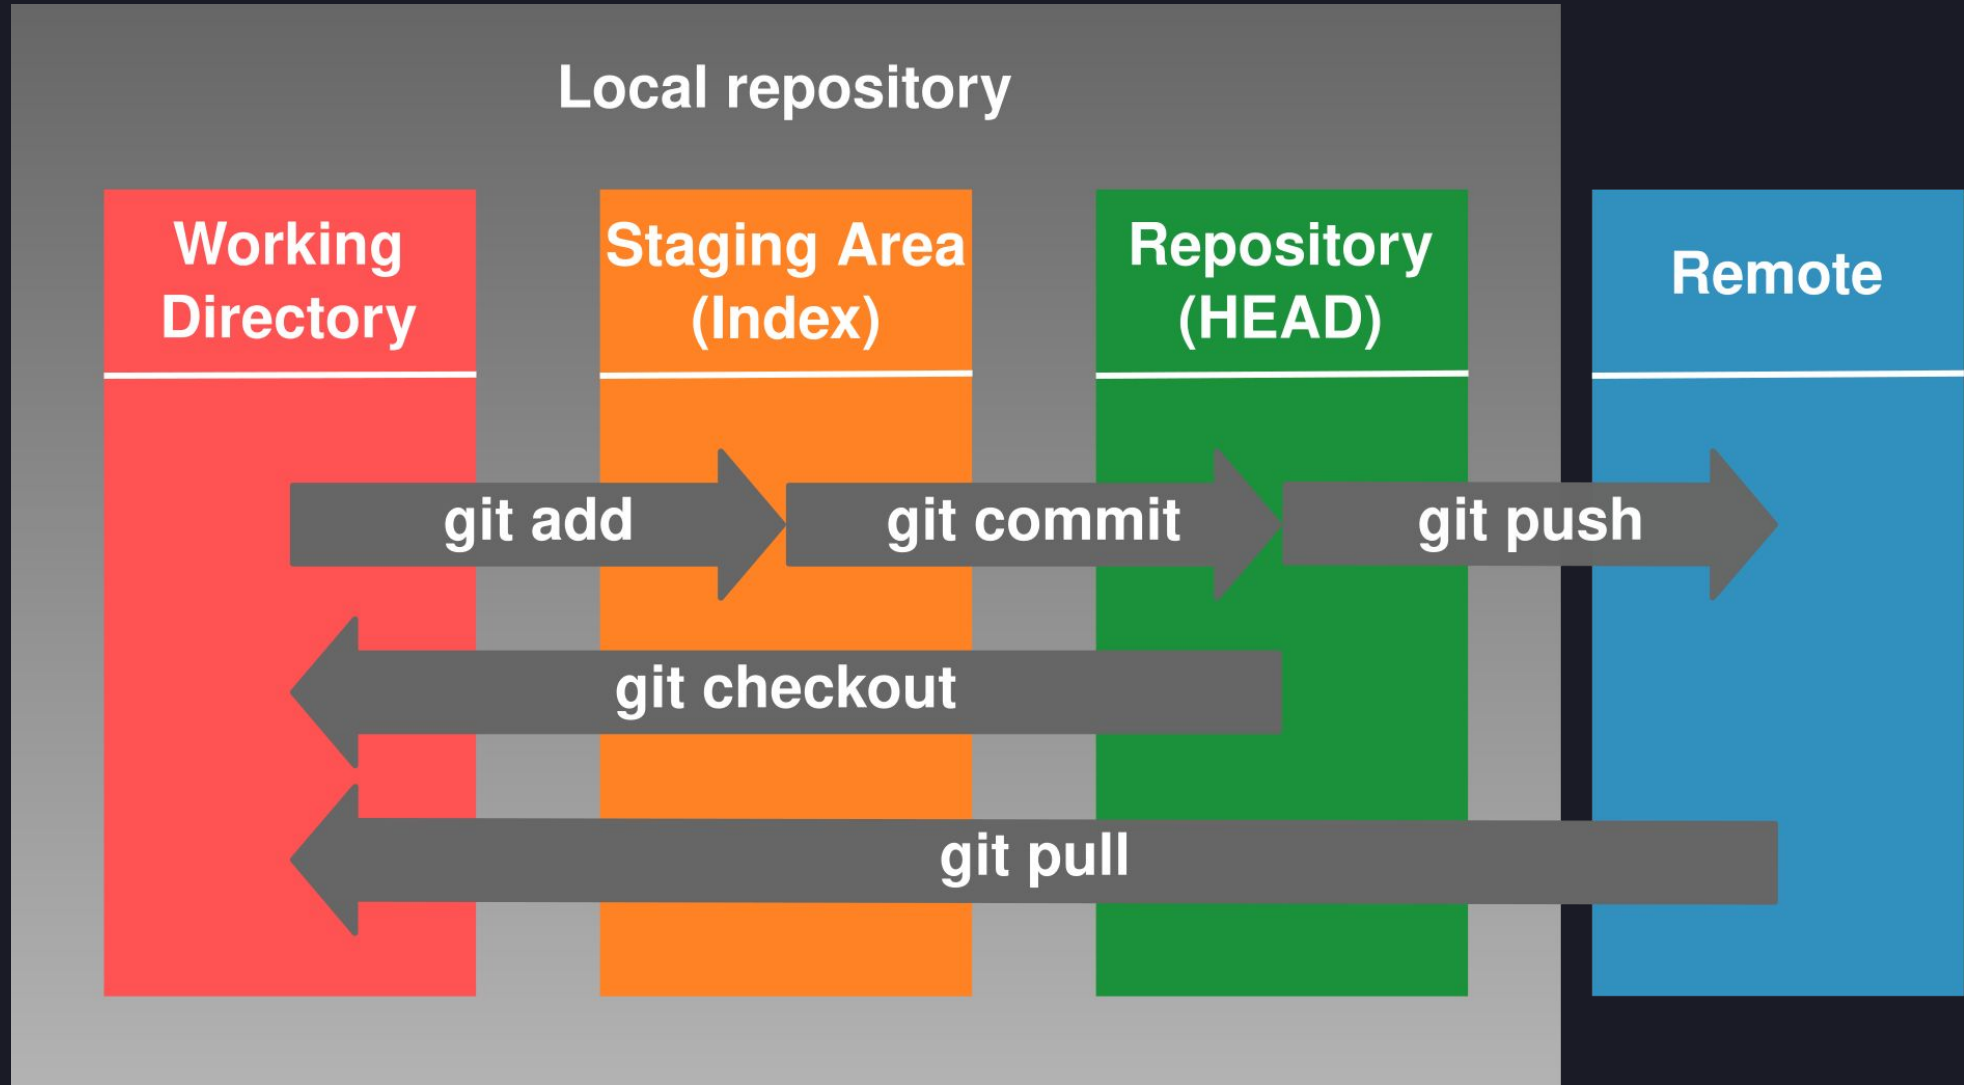 Local repository
Working
Directory
Staging Area
(Index)
Repository
(HEAD)
Remote
git add
git commit
git push
git checkout
git pull